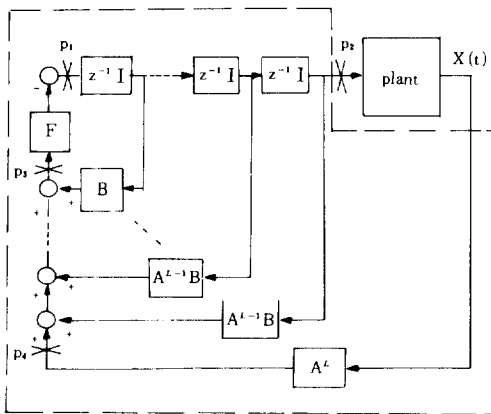 p₁
z⁻¹ I
z⁻¹ I
z⁻¹ I
p₂
plant
X(t)
-
F
p₃
+
+
B
A^{L-1} B
+
+
A^{L-1} B
+
+
p₄
A^L